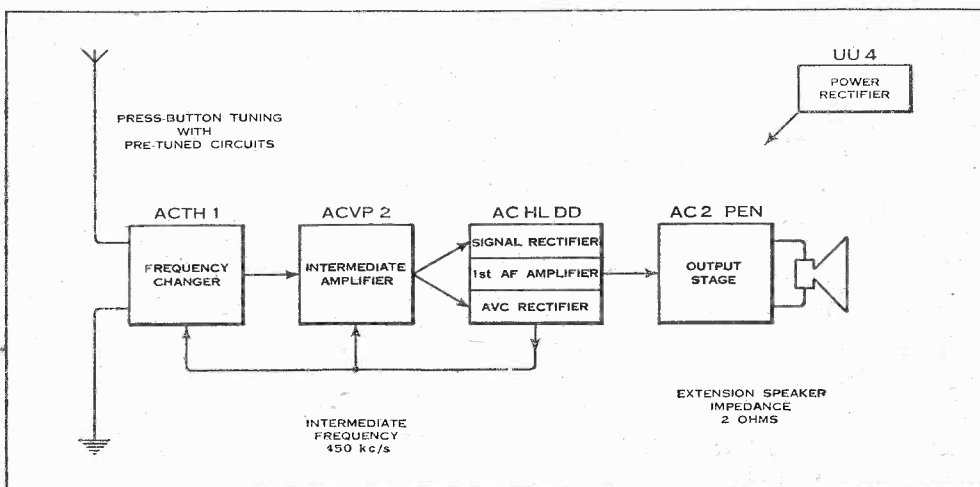 UU 4
POWER
RECTIFIER
PRESS-BUTTON TUNING
WITH
PRE-TUNED CIRCUITS
ACTH 1
FREQUENCY
CHANGER
ACVP 2
INTERMEDIATE
AMPLIFIER
AC HL DD
SIGNAL RECTIFIER
1st AF AMPLIFIER
AVC RECTIFIER
AC2 PEN
OUTPUT
STAGE
INTERMEDIATE
FREQUENCY
450 kc/s
EXTENSION SPEAKER
IMPEDANCE
2 OHMS